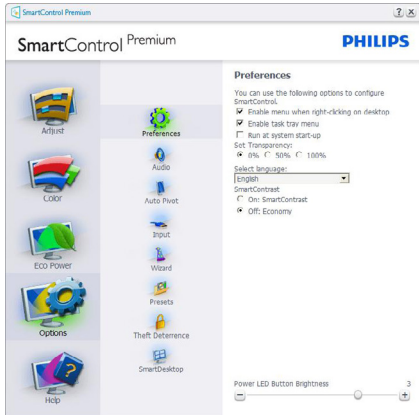 SmartControl Premium
SmartControl Premium
PHILIPS
Adjust
Color
Eco Power
Options
Help
Preferences
Audio
Auto Pivot
Input
Wizard
Presets
Theft Deterrence
SmartDesktop
Preferences
You can use the following options to configure
SmartControl.
Enable menu when right-clicking on desktop
Enable task tray menu
Run at system start-up
Set Transparency:
0% 50% 100%
Select language:
English
SmartContrast
On: SmartContrast
Off: Economy
Power LED Button Brightness 3